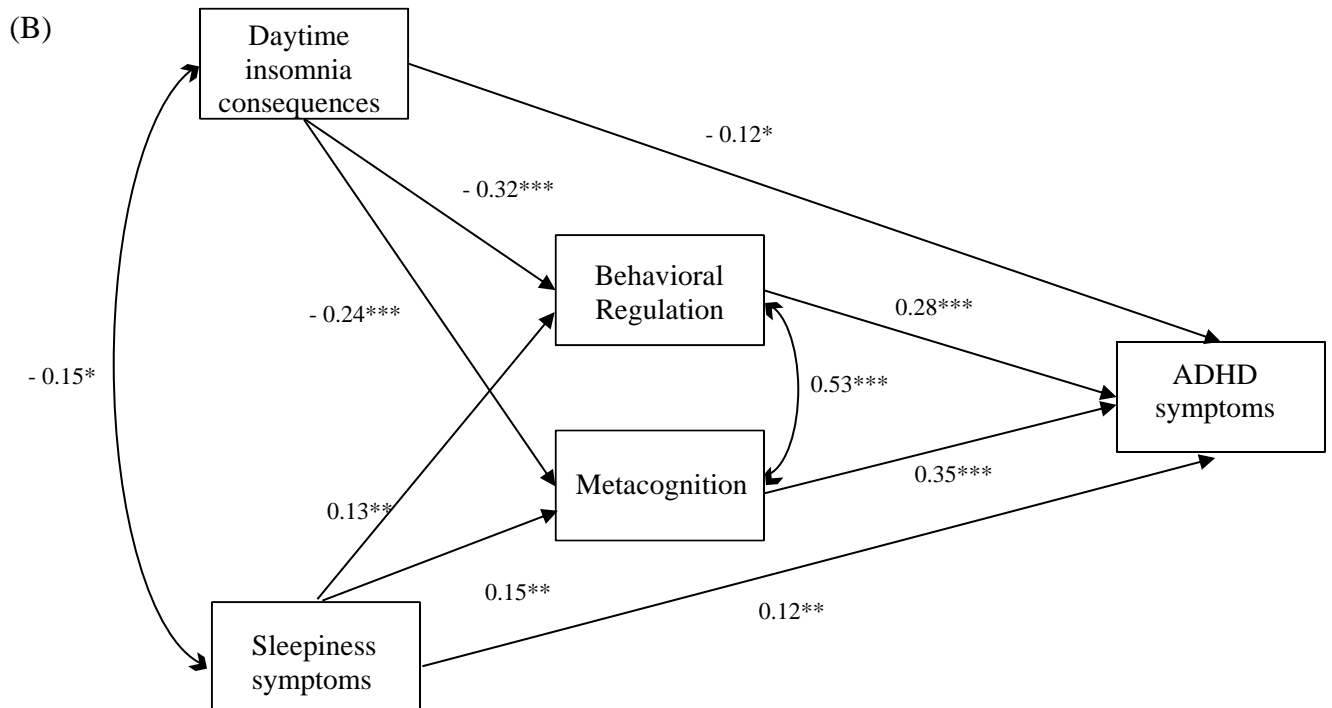 (B)
Daytime
insomnia
consequences
- 0.12*
- 0.32***
Behavioral
Regulation
- 0.24***
0.28***
- 0.15*
0.53***
ADHD
symptoms
Metacognition
0.35***
0.13**
0.15**
0.12**
Sleepiness
symptoms